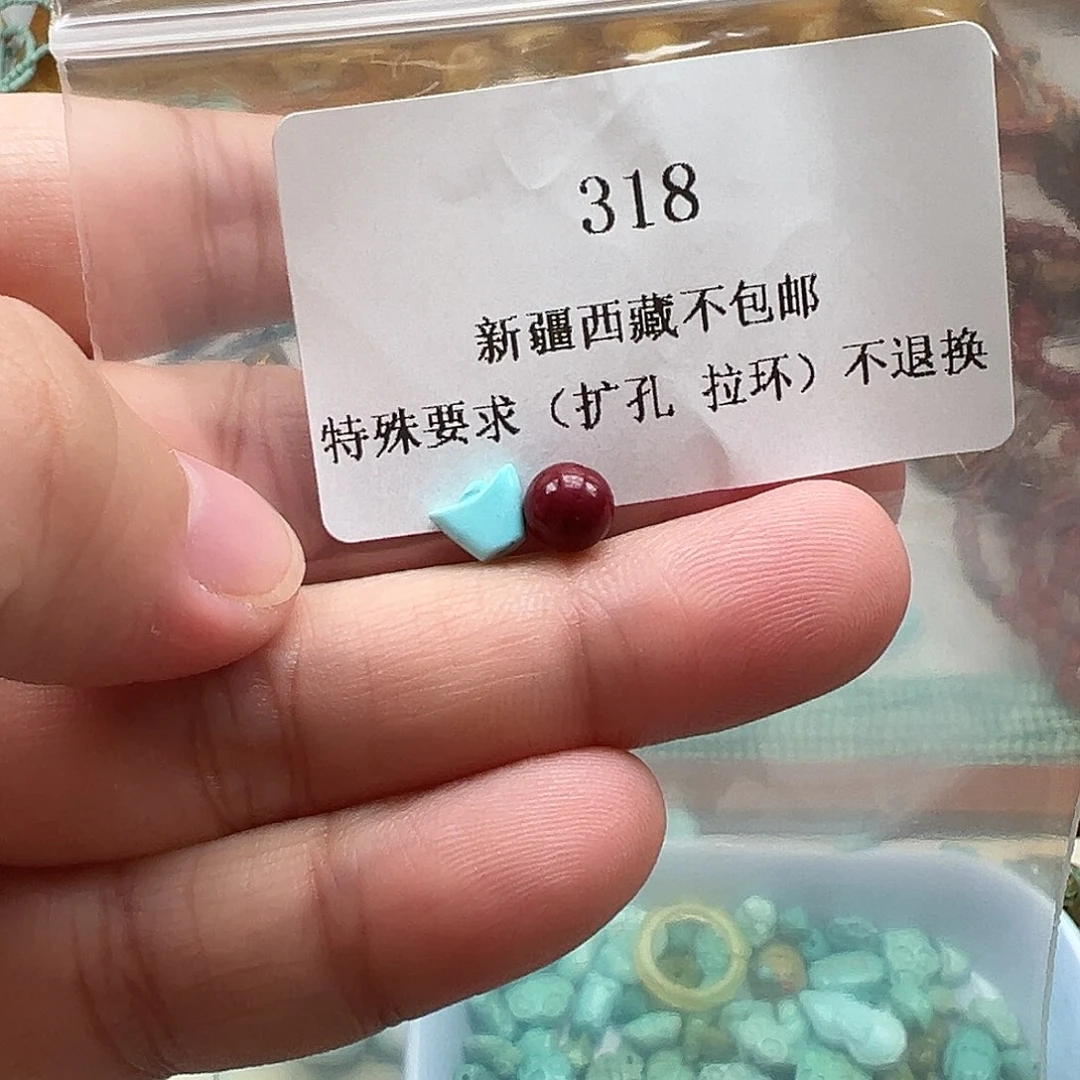 318
新疆西藏不包邮
特殊要求（扩孔 拉环）不退换